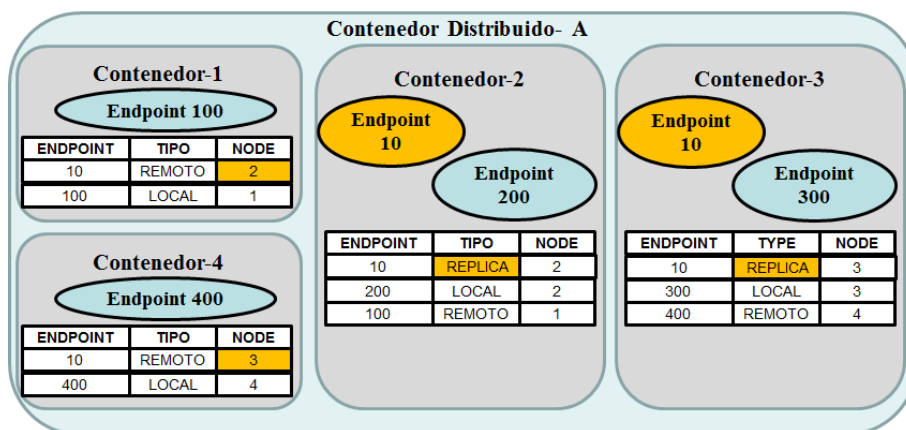 Contenedor Distribuido- A
Contenedor-1
Endpoint 100
ENDPOINT TIPO NODE
10 REMOTO 2
100 LOCAL 1
Contenedor-4
Endpoint 400
ENDPOINT TIPO NODE
10 REMOTO 3
400 LOCAL 4
Contenedor-2
Endpoint
10
Endpoint
200
ENDPOINT TIPO NODE
10 REPLICA 2
200 LOCAL 2
100 REMOTO 1
Contenedor-3
Endpoint
10
Endpoint
300
ENDPOINT TYPE NODE
10 REPLICA 3
300 LOCAL 3
400 REMOTO 4